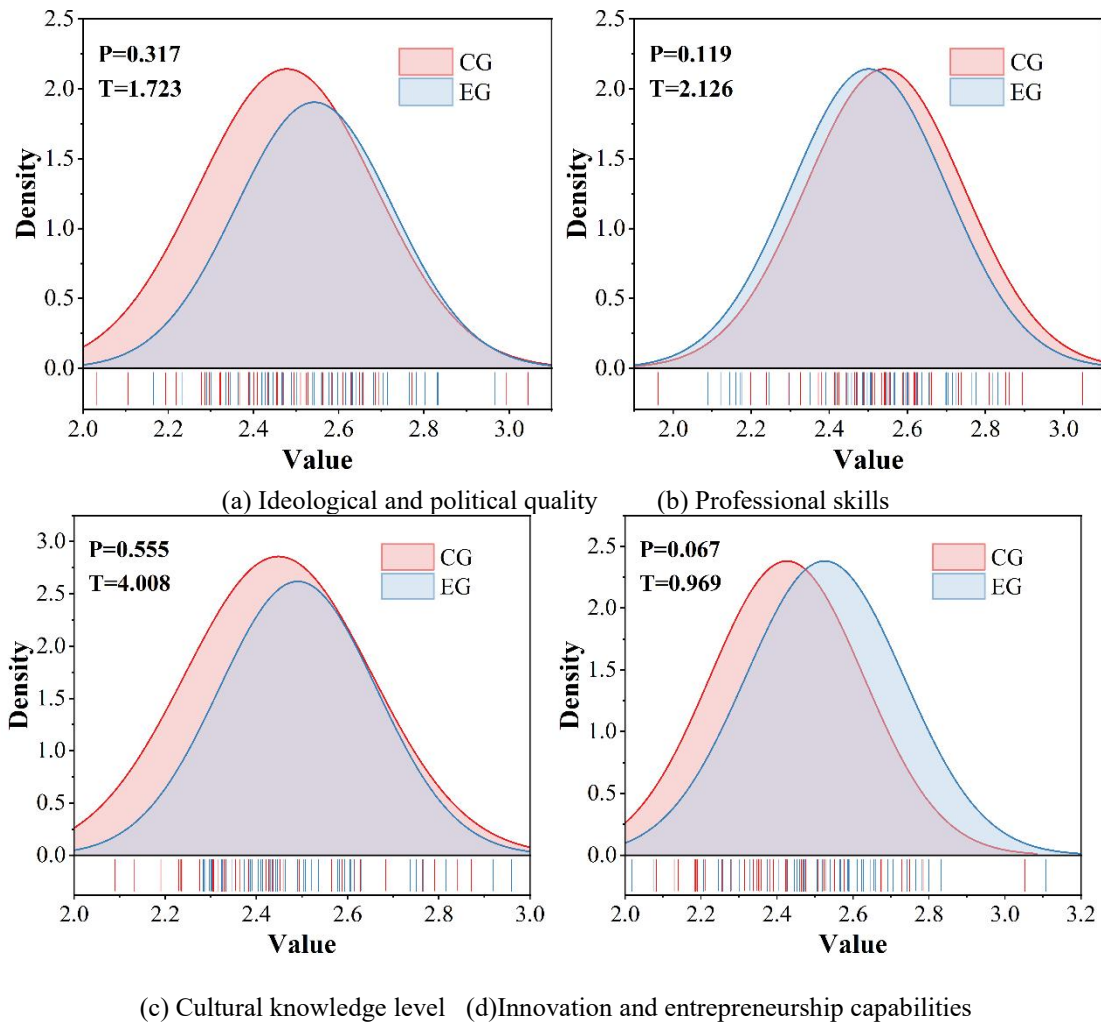 P=0.317
T=1.723
CG
EG
Density
2.5
2.0
1.5
1.0
0.5
0.0
2.0 2.2 2.4 2.6 2.8 3.0
Value
P=0.119
T=2.126
CG
EG
Density
2.5
2.0
1.5
1.0
0.5
0.0
2.0 2.2 2.4 2.6 2.8 3.0
Value
(a) Ideological and political quality (b) Professional skills
P=0.555
T=4.008
CG
EG
Density
3.0
2.5
2.0
1.5
1.0
0.5
0.0
2.0 2.2 2.4 2.6 2.8 3.0
Value
P=0.067
T=0.969
CG
EG
Density
2.5
2.0
1.5
1.0
0.5
0.0
2.0 2.2 2.4 2.6 2.8 3.0 3.2
Value
(c) Cultural knowledge level (d)Innovation and entrepreneurship capabilities